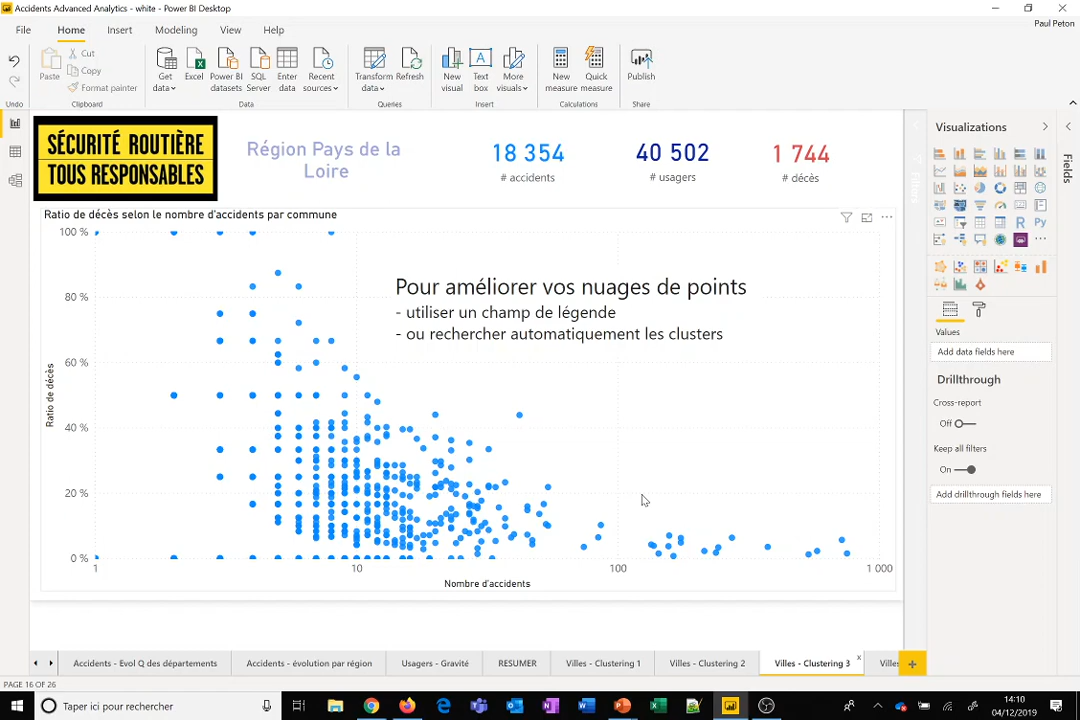 Accidents Advanced Analytics - white - Power BI Desktop
Paul Peton
File Home Insert Modeling View Help
Paste
Cut
Copy
Format painter
Get data
Excel
Power BI datasets
SQL Server
Enter data
Recent sources
Transform data
Refresh
New visual
Text box
More visuals
New measure
Quick measure
Publish
Undo
Clipboard
Data
Queries
Insert
Calculations
Share
SÉCURITÉ ROUTIÈRE
TOUS RESPONSABLES
Région Pays de la
Loire
18 354
# accidents
40 502
# usagers
1 744
# décès
Ratio de décès selon le nombre d'accidents par commune
Pour améliorer vos nuages de points
- utiliser un champ de légende
- ou rechercher automatiquement les clusters
100 %
80 %
60 %
40 %
20 %
0 %
Ratio de décès
1 10 100 1 000
Nombre d'accidents
Filters
Visualizations
R Py
Values
Add data fields here
Drillthrough
Cross-report
Off
Keep all filters
On
Add drillthrough fields here
Fields
Accidents - Evol Q des départements
Accidents - évolution par région
Usagers - Gravité
RESUMER
Villes - Clustering 1
Villes - Clustering 2
Villes - Clustering 3
Villes
PAGE 16 OF 26
Taper ici pour rechercher
14:10
04/12/2019